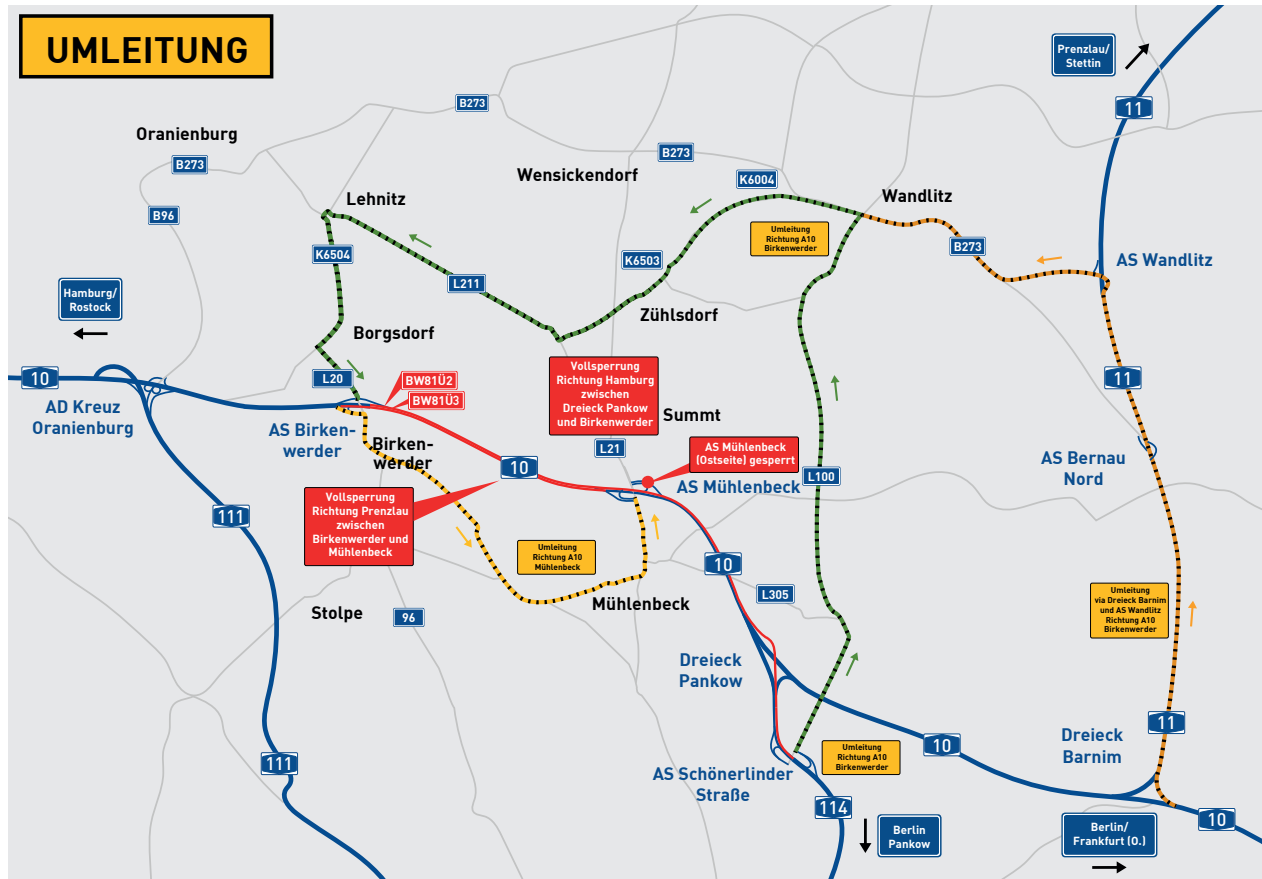 UMLEITUNG
Prenzlau/
Stettin
11
B273
Oranienburg
B273
B273
Wensickendorf
K6004
Lehnitz
Wandlitz
B96
Umleitung
Richtung A10
Birkenwerder
K6504
K6503
B273
AS Wandlitz
L211
Hamburg/
Rostock
Zühlsdorf
Borgsdorf
10
L20
BW81Ü2
BW81Ü3
Vollsperrung
Richtung Hamburg
zwischen
Dreieck Pankow
und Birkenwerder
11
AD Kreuz
Oranienburg
AS Birken-
werder
Birken-
werder
Summt
L21
AS Mühlenbeck
(Ostseite) gesperrt
10
AS Mühlenbeck
L100
AS Bernau
Nord
Vollsperrung
Richtung Prenzlau
zwischen
Birkenwerder und
Mühlenbeck
111
Umleitung
Richtung A10
Mühlenbeck
10
L305
Mühlenbeck
Stolpe
96
Umleitung
via Dreieck Barnim
und AS Wandlitz
Richtung A10
Birkenwerder
Dreieck
Pankow
11
10
Dreieck
Barnim
111
Umleitung
Richtung A10
Birkenwerder
AS Schönerlinder
Straße
114
Berlin
Pankow
Berlin/
Frankfurt (O.)
10